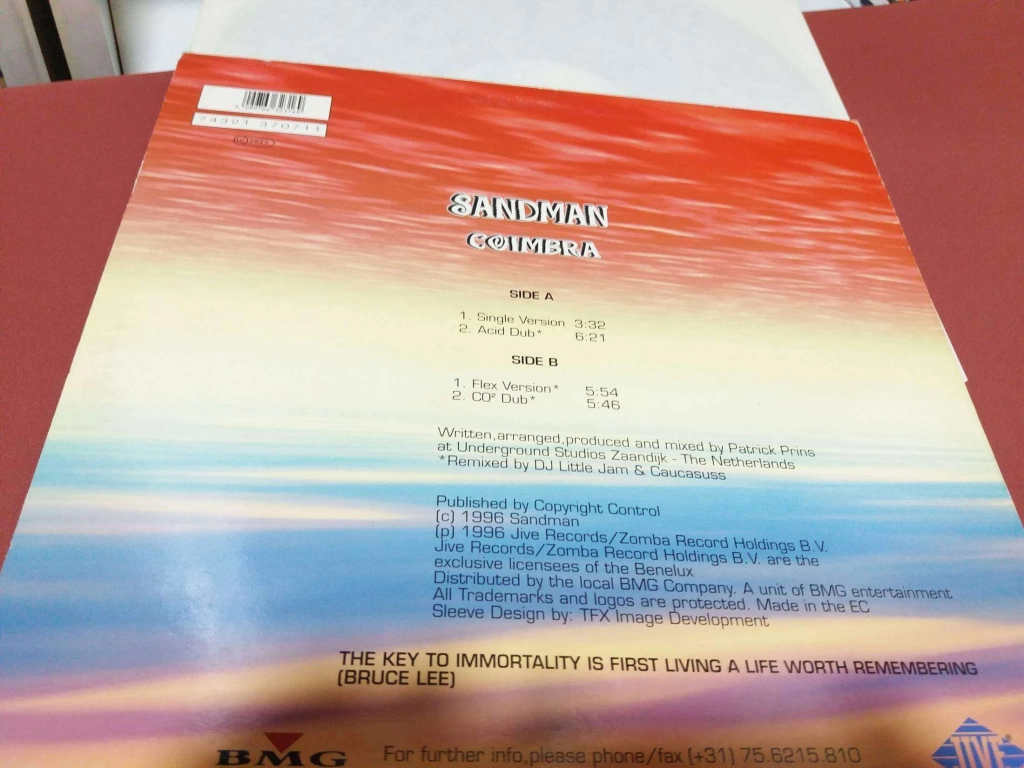 74321 370711
SANDMAN
COIMBRA
SIDE A
1. Single Version 3:32
2. Acid Dub* 6:21
SIDE B
1. Flex Version* 5:54
2. CO² Dub* 5:46
Written,arranged,produced and mixed by Patrick Prins
at Underground Studios Zaandijk - The Netherlands
*Remixed by DJ Little Jam & Caucasuss
Published by Copyright Control
(c) 1996 Sandman
(p) 1996 Jive Records/Zomba Record Holdings B.V.
Jive Records/Zomba Record Holdings B.V. are the
exclusive licensees of the Benelux
Distributed by the local BMG Company. A unit of BMG entertainment
All Trademarks and logos are protected. Made in the EC
Sleeve Design by: TFX Image Development
THE KEY TO IMMORTALITY IS FIRST LIVING A LIFE WORTH REMEMBERING
(BRUCE LEE)
BMG
For further info,please phone/fax (+31) 75.6215.810
JIVE